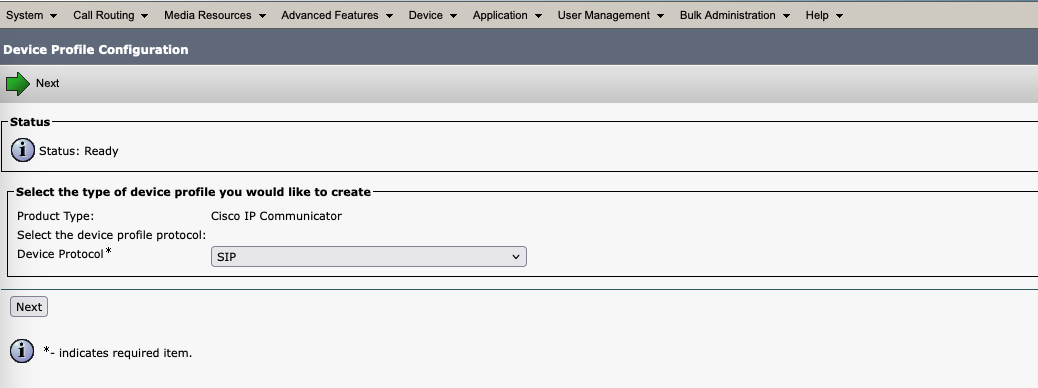 System Call Routing Media Resources Advanced Features Device Application User Management Bulk Administration Help
Device Profile Configuration
Next
Status
Status: Ready
Select the type of device profile you would like to create
Product Type: Cisco IP Communicator
Select the device profile protocol:
Device Protocol* SIP
Next
*- indicates required item.